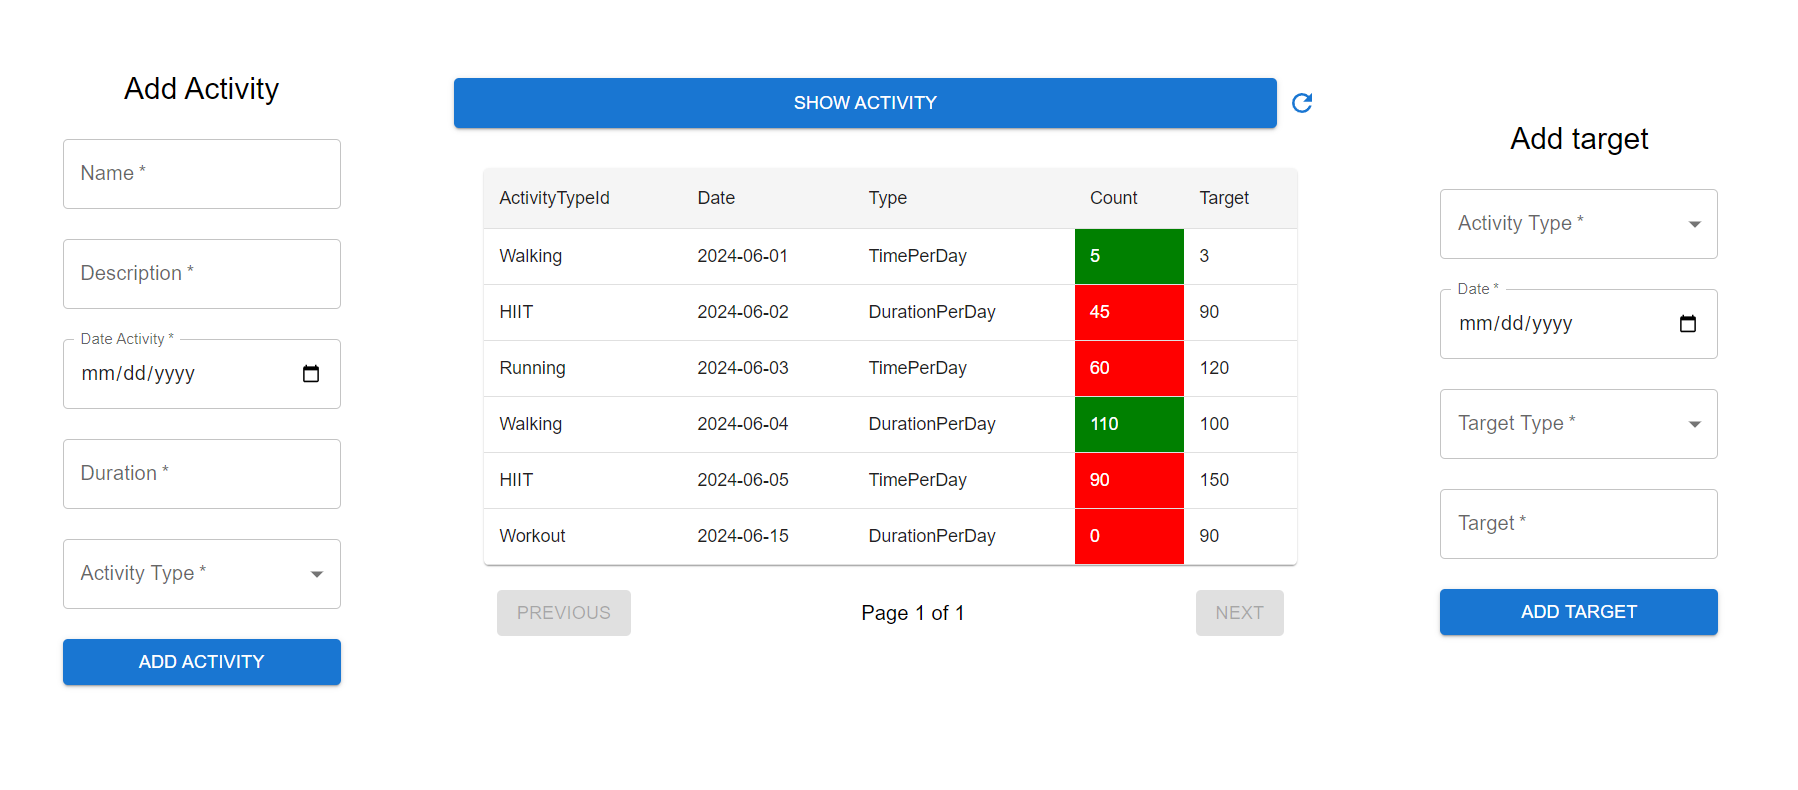 Add Activity
Name *
Description *
Date Activity *
mm/dd/yyyy
Duration *
Activity Type *
ADD ACTIVITY
SHOW ACTIVITY
ActivityTypeId Date Type Count Target
Walking 2024-06-01 TimePerDay 5 3
HIIT 2024-06-02 DurationPerDay 45 90
Running 2024-06-03 TimePerDay 60 120
Walking 2024-06-04 DurationPerDay 110 100
HIIT 2024-06-05 TimePerDay 90 150
Workout 2024-06-15 DurationPerDay 0 90
PREVIOUS Page 1 of 1 NEXT
Add target
Activity Type *
Date *
mm/dd/yyyy
Target Type *
Target *
ADD TARGET